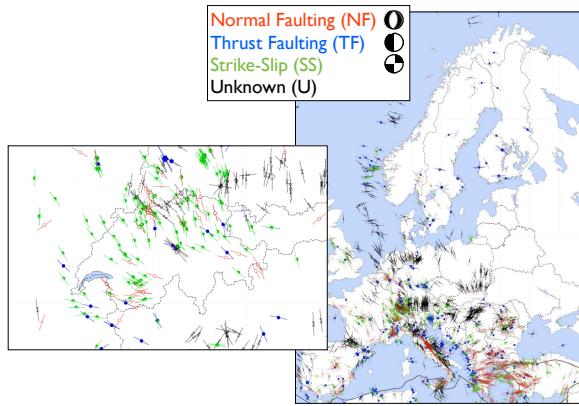 Normal Faulting (NF)
Thrust Faulting (TF)
Strike-Slip (SS)
Unknown (U)